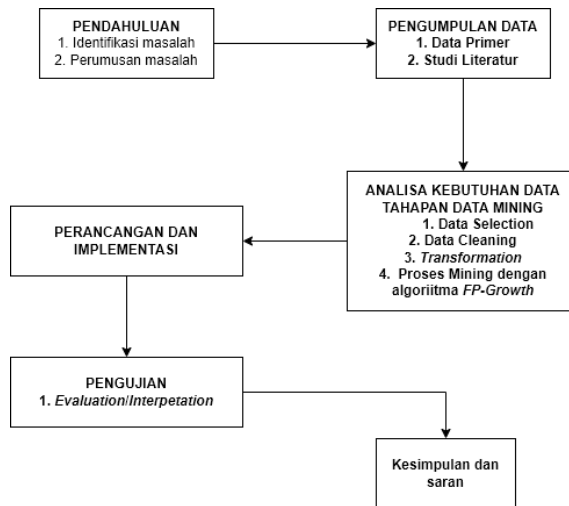 PENDAHULUAN
1. Identifikasi masalah
2. Perumusan masalah
PENGUMPULAN DATA
1. Data Primer
2. Studi Literatur
ANALISA KEBUTUHAN DATA
TAHAPAN DATA MINING
1. Data Selection
2. Data Cleaning
3. Transformation
4. Proses Mining dengan
algoriitma FP-Growth
PERANCANGAN DAN
IMPLEMENTASI
PENGUJIAN
1. Evaluation/Interpetation
Kesimpulan dan
saran